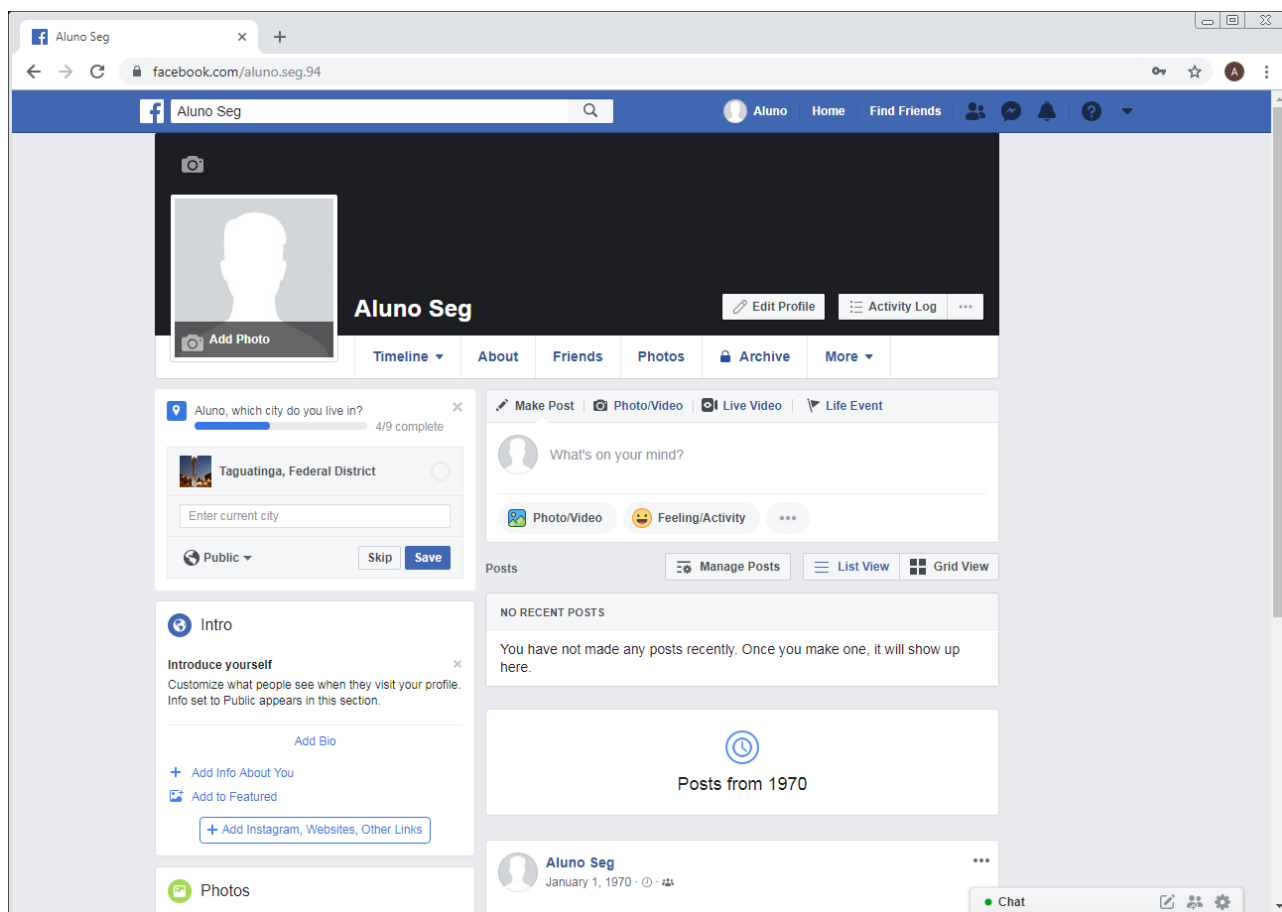 Aluno Seg
facebook.com/aluno.seg.94
A
Aluno Seg
Aluno
Home
Find Friends
Aluno Seg
Edit Profile
Activity Log
Add Photo
Timeline
About
Friends
Photos
Archive
More
Aluno, which city do you live in?
4/9 complete
Taguatinga, Federal District
Enter current city
Public
Skip
Save
Intro
Introduce yourself
Customize what people see when they visit your profile.
Info set to Public appears in this section.
Add Bio
+ Add Info About You
Add to Featured
+ Add Instagram, Websites, Other Links
Photos
Make Post
Photo/Video
Live Video
Life Event
What's on your mind?
Photo/Video
Feeling/Activity
Posts
Manage Posts
List View
Grid View
NO RECENT POSTS
You have not made any posts recently. Once you make one, it will show up
here.
Posts from 1970
Aluno Seg
January 1, 1970
Chat